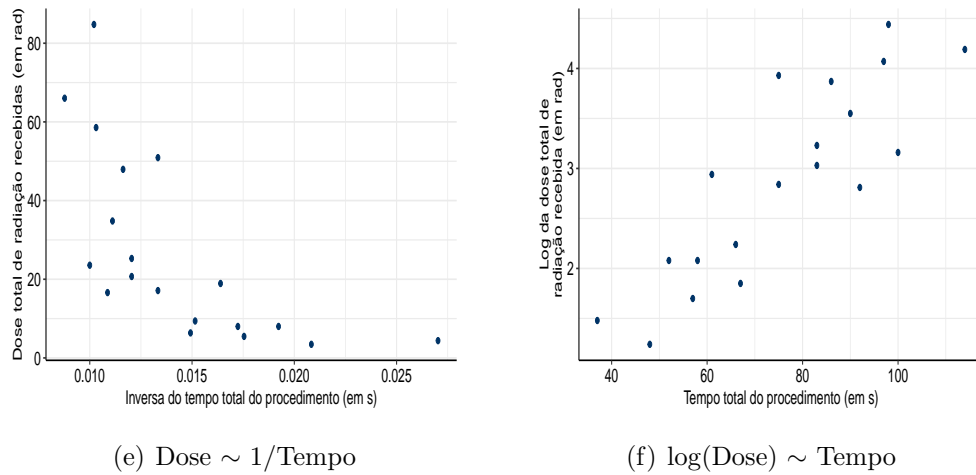 Dose total de radiação recebidas (em rad)
80
60
40
20
0
0.010 0.015 0.020 0.025
Inversa do tempo total do procedimento (em s)
(e) Dose ∼ 1/Tempo
Log da dose total de
radiação recebida (em rad)
4
3
2
40 60 80 100
Tempo total do procedimento (em s)
(f) log(Dose) ∼ Tempo